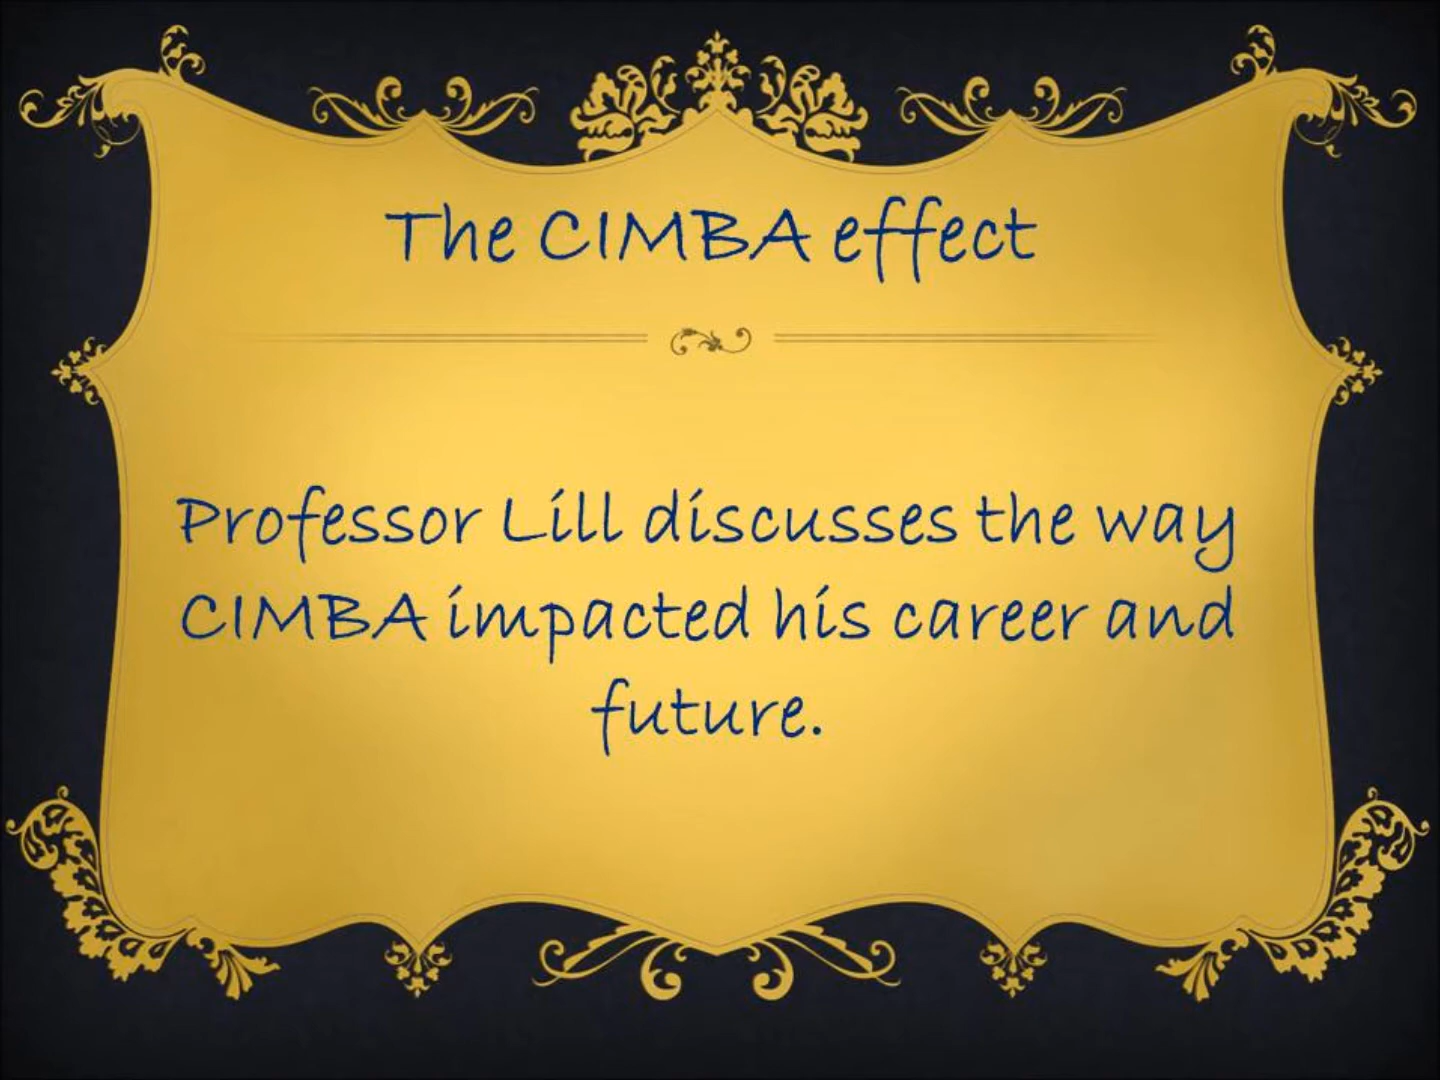 The CIMBA effect
Professor Lill discusses the way
CIMBA impacted his career and
future.